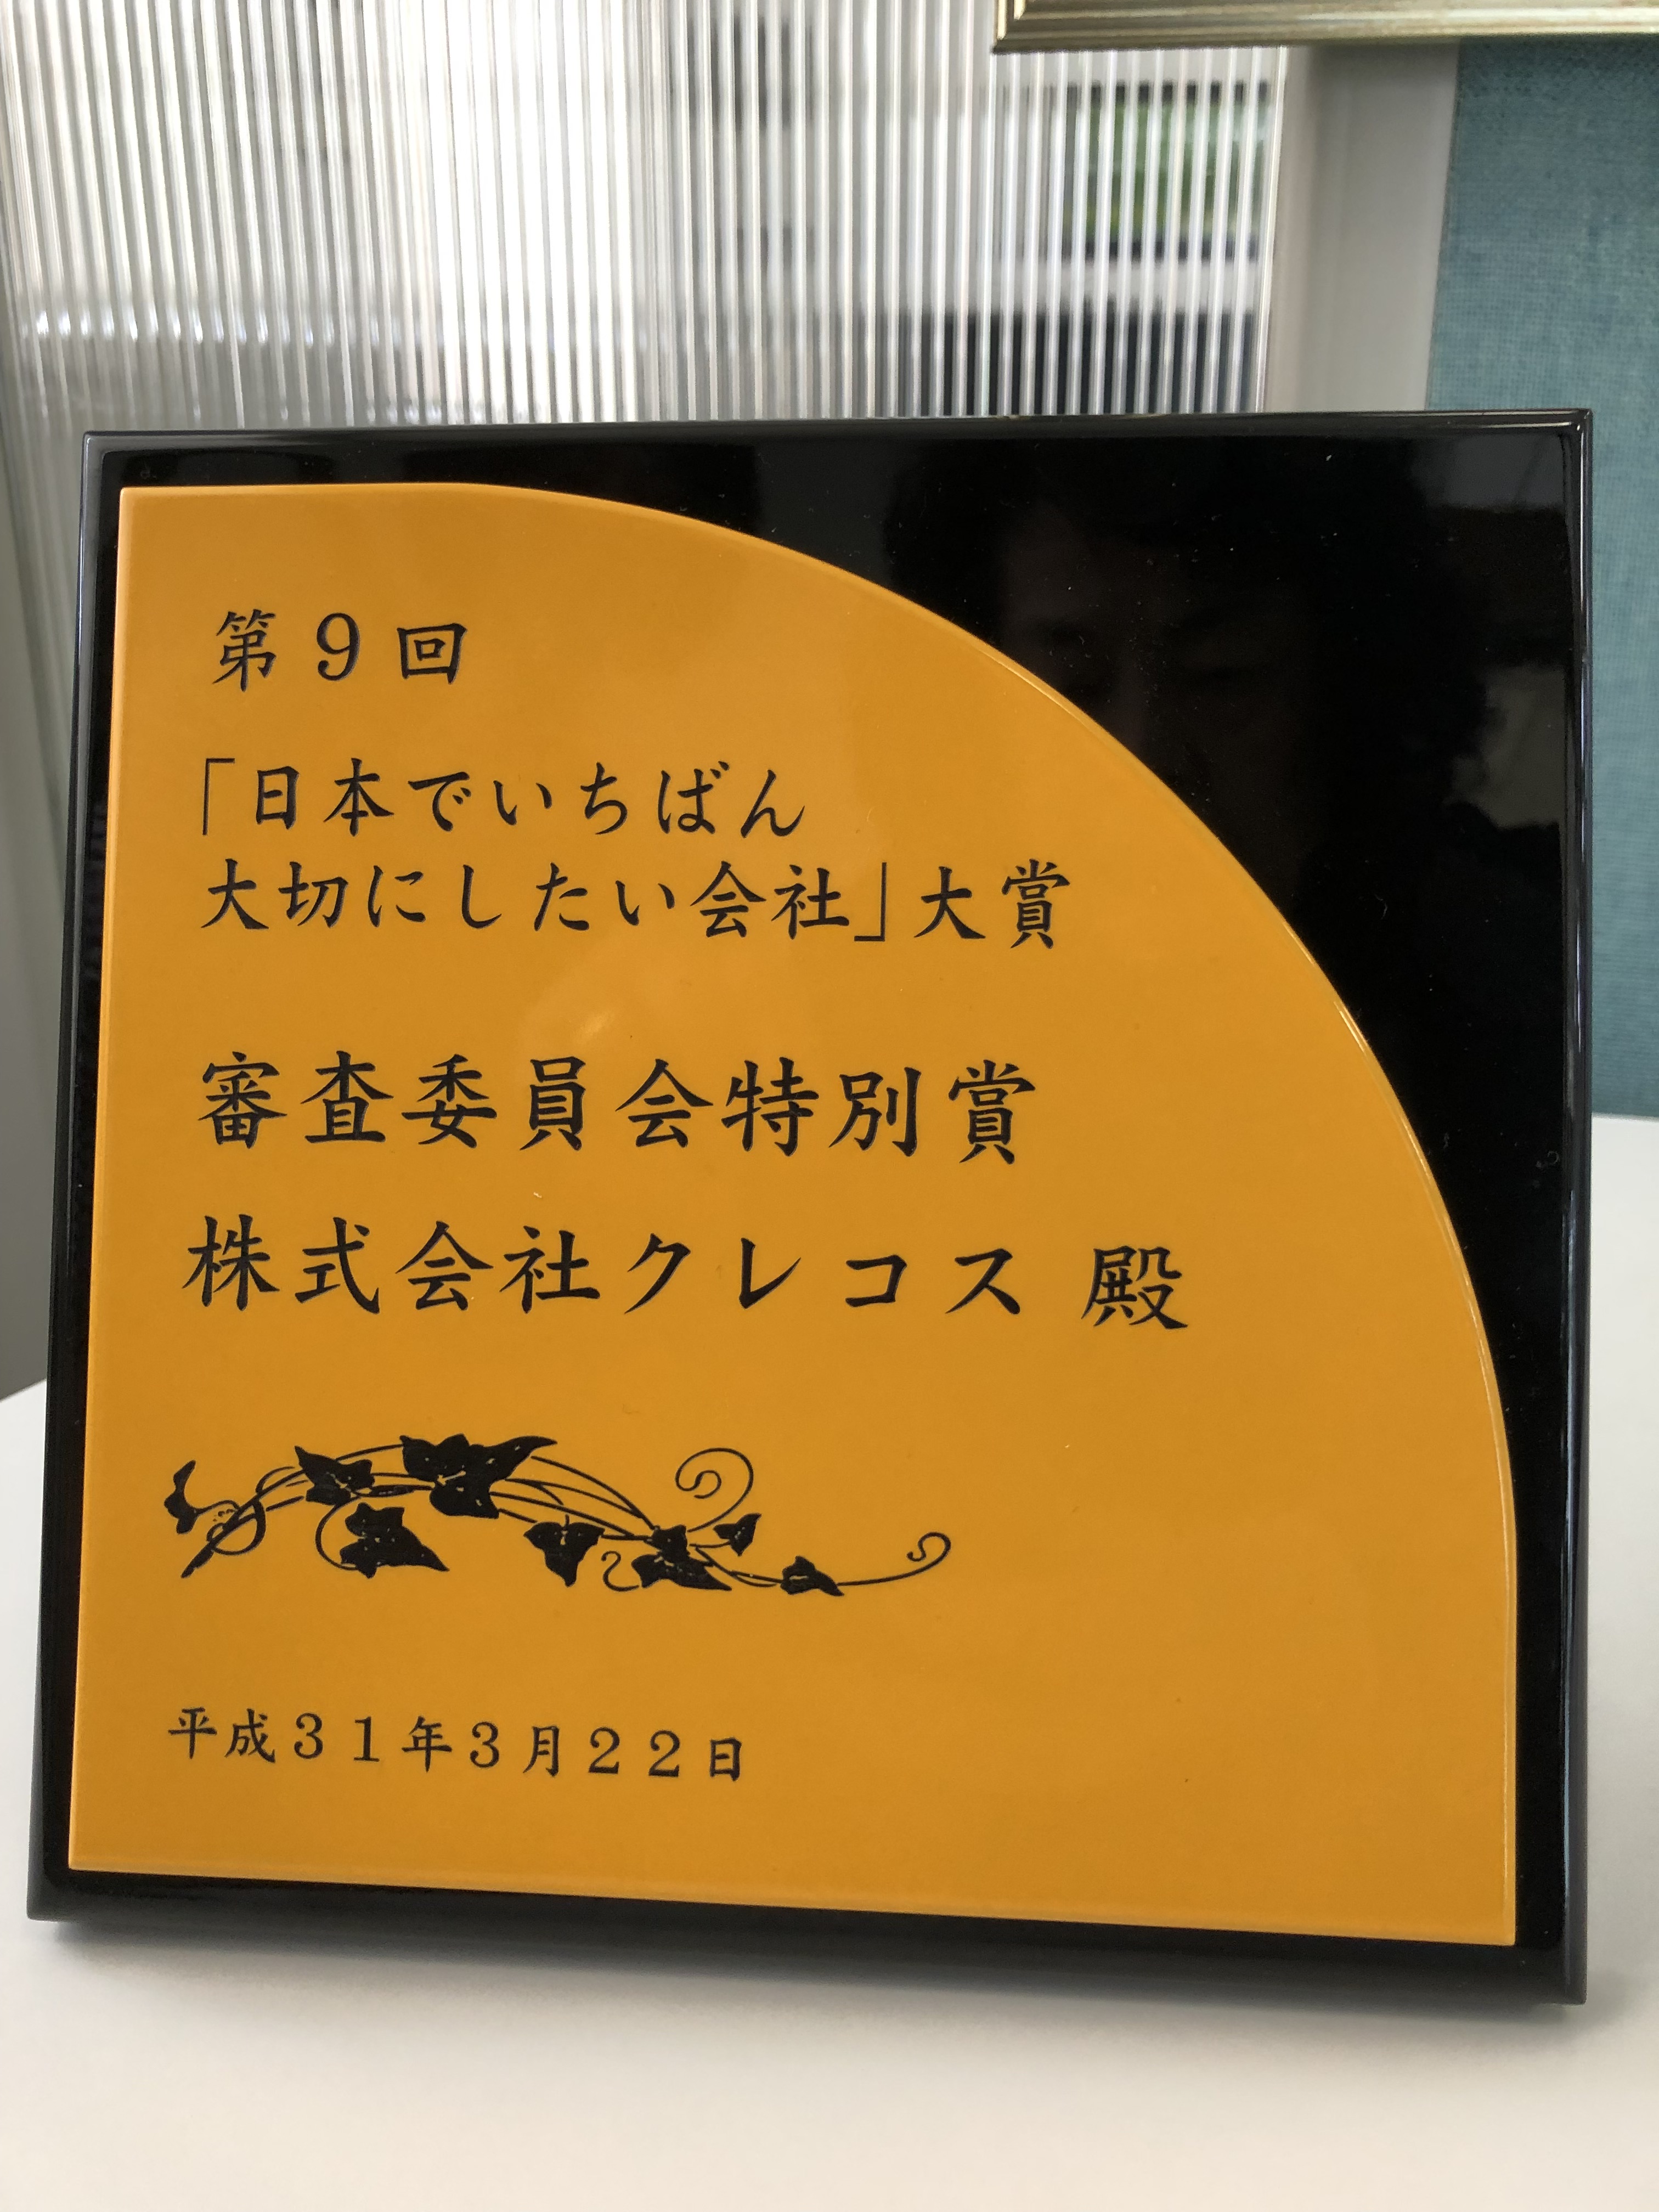 第９回
「日本でいちばん
大切にしたい会社」大賞
審査委員会特別賞
株式会社クレコス 殿
平成３１年３月２２日